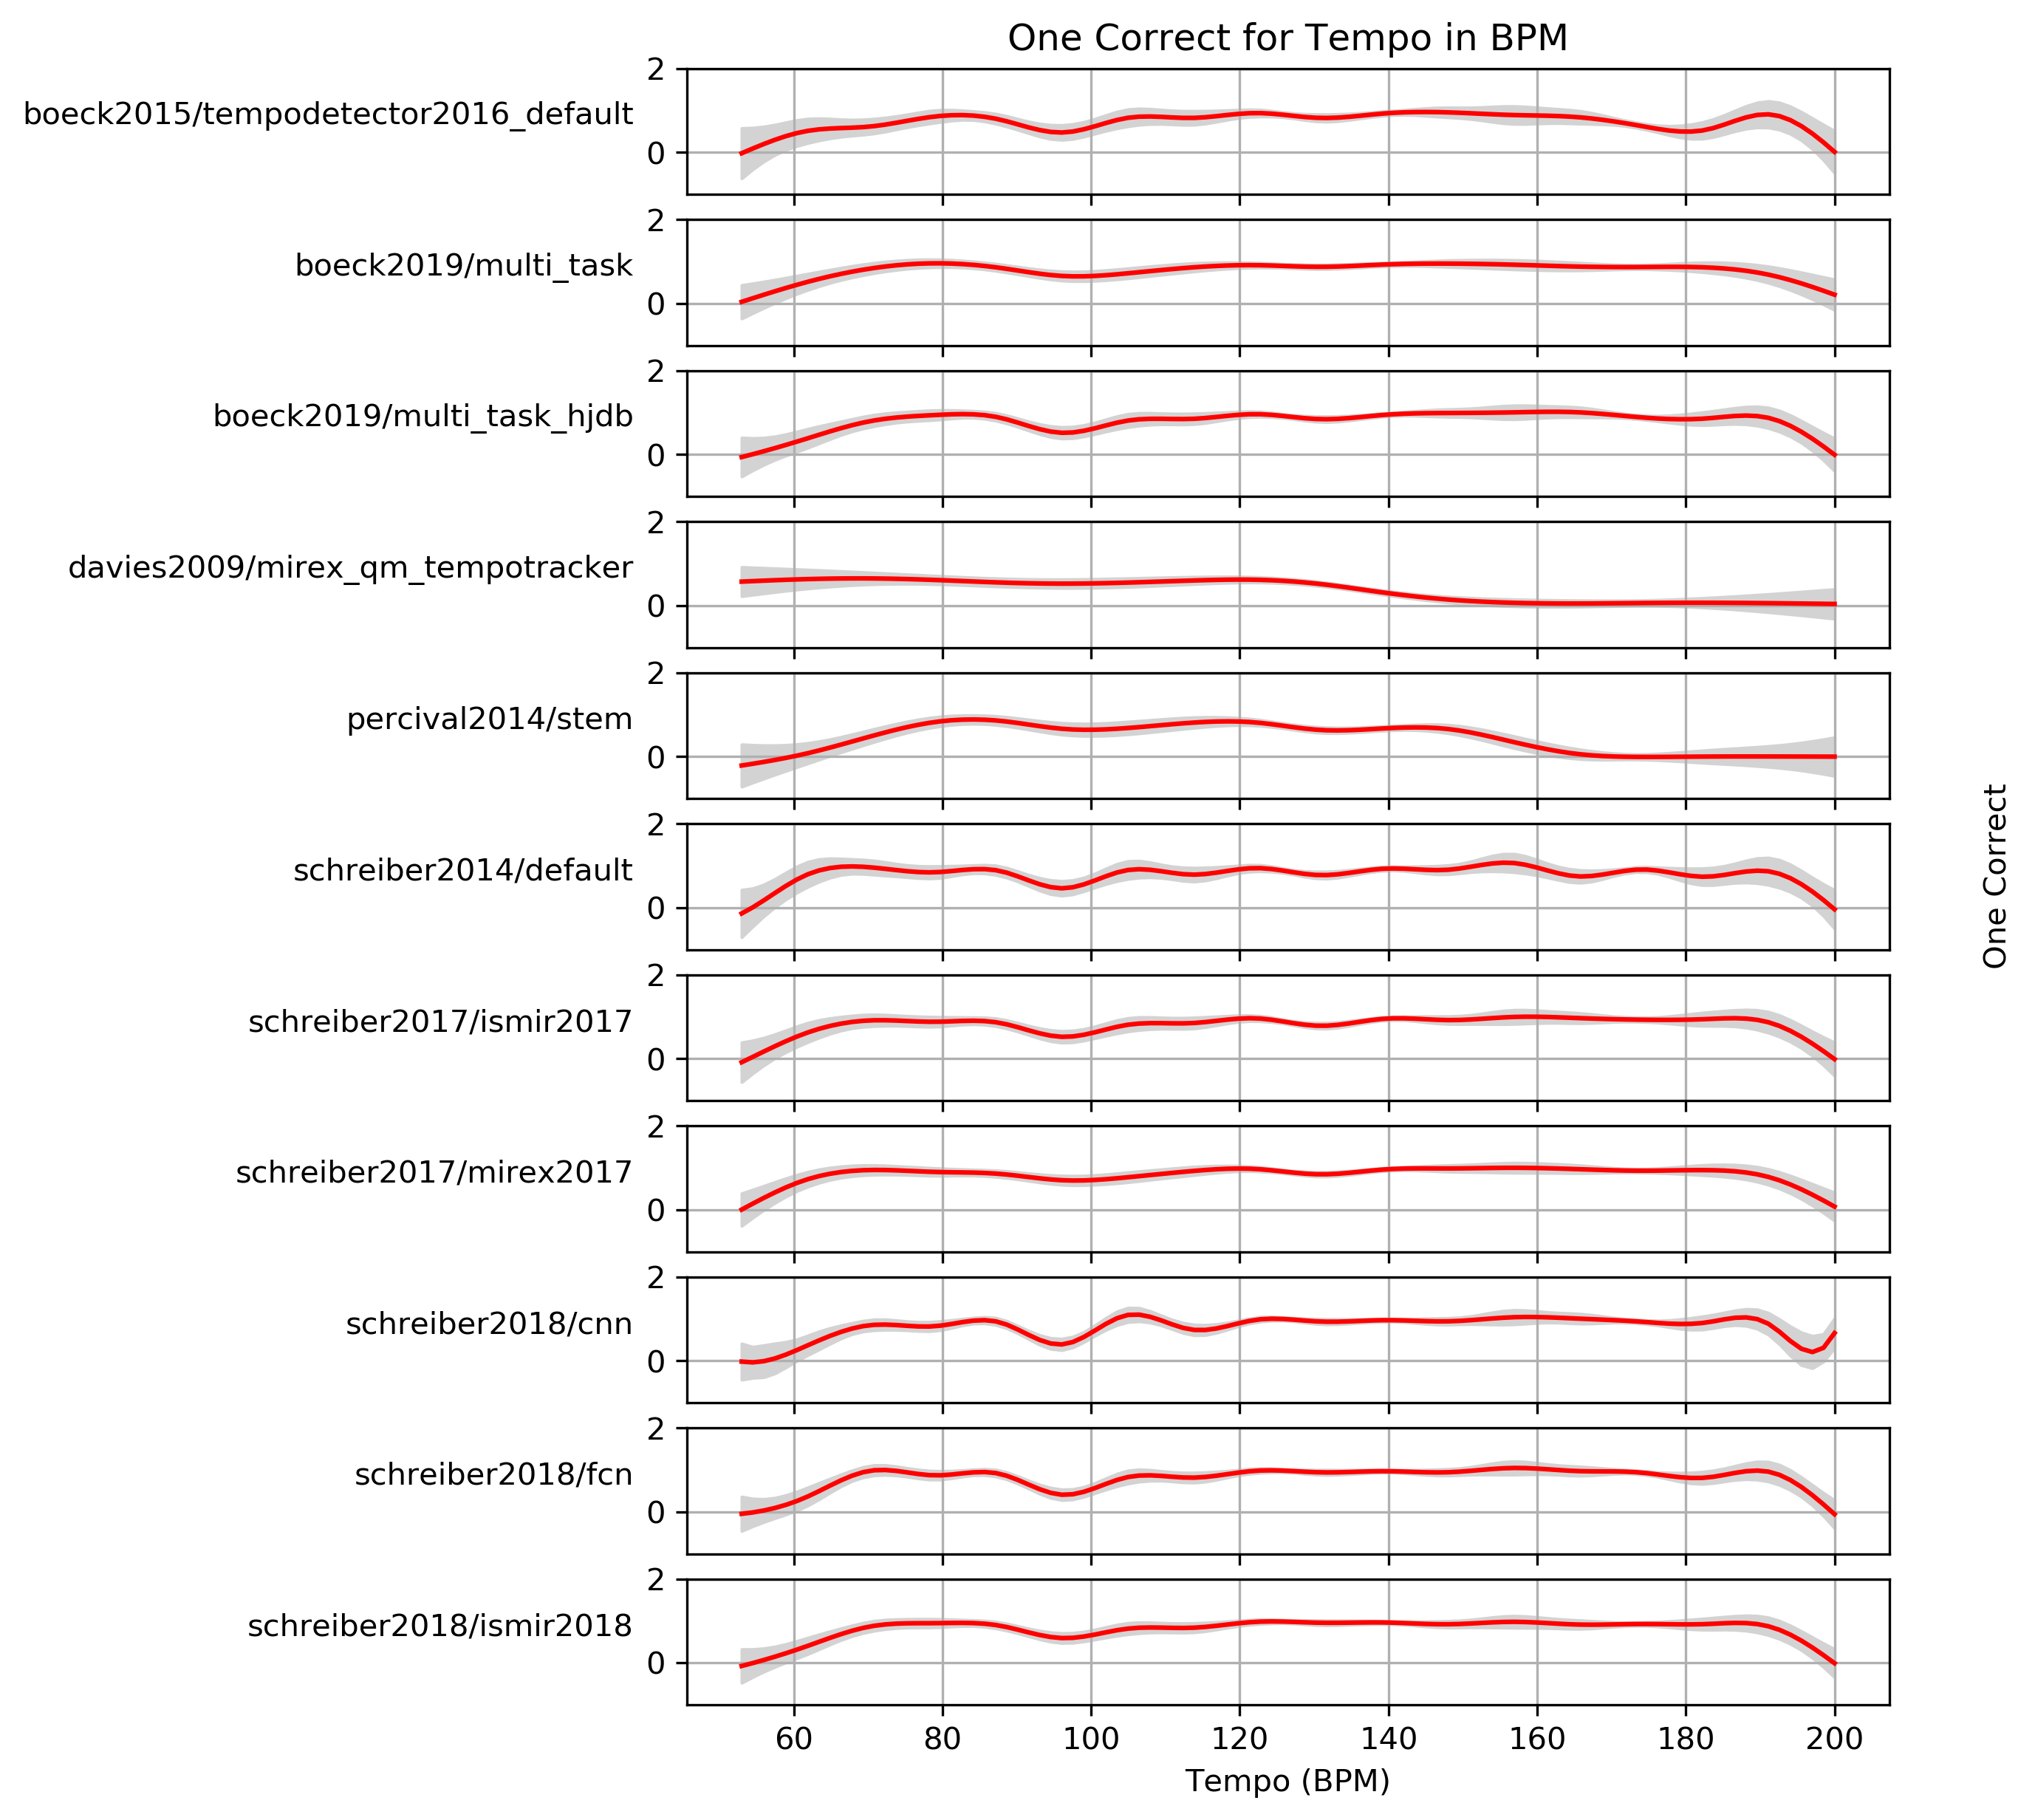 One Correct for Tempo in BPM
2
boeck2015/tempodetector2016_default
0
2
boeck2019/multi_task
0
2
boeck2019/multi_task_hjdb
0
2
davies2009/mirex_qm_tempotracker
0
2
percival2014/stem
0
2
schreiber2014/default
0
One Correct
2
schreiber2017/ismir2017
0
2
schreiber2017/mirex2017
0
2
schreiber2018/cnn
0
2
schreiber2018/fcn
0
2
schreiber2018/ismir2018
0
60 80 100 120 140 160 180 200
Tempo (BPM)